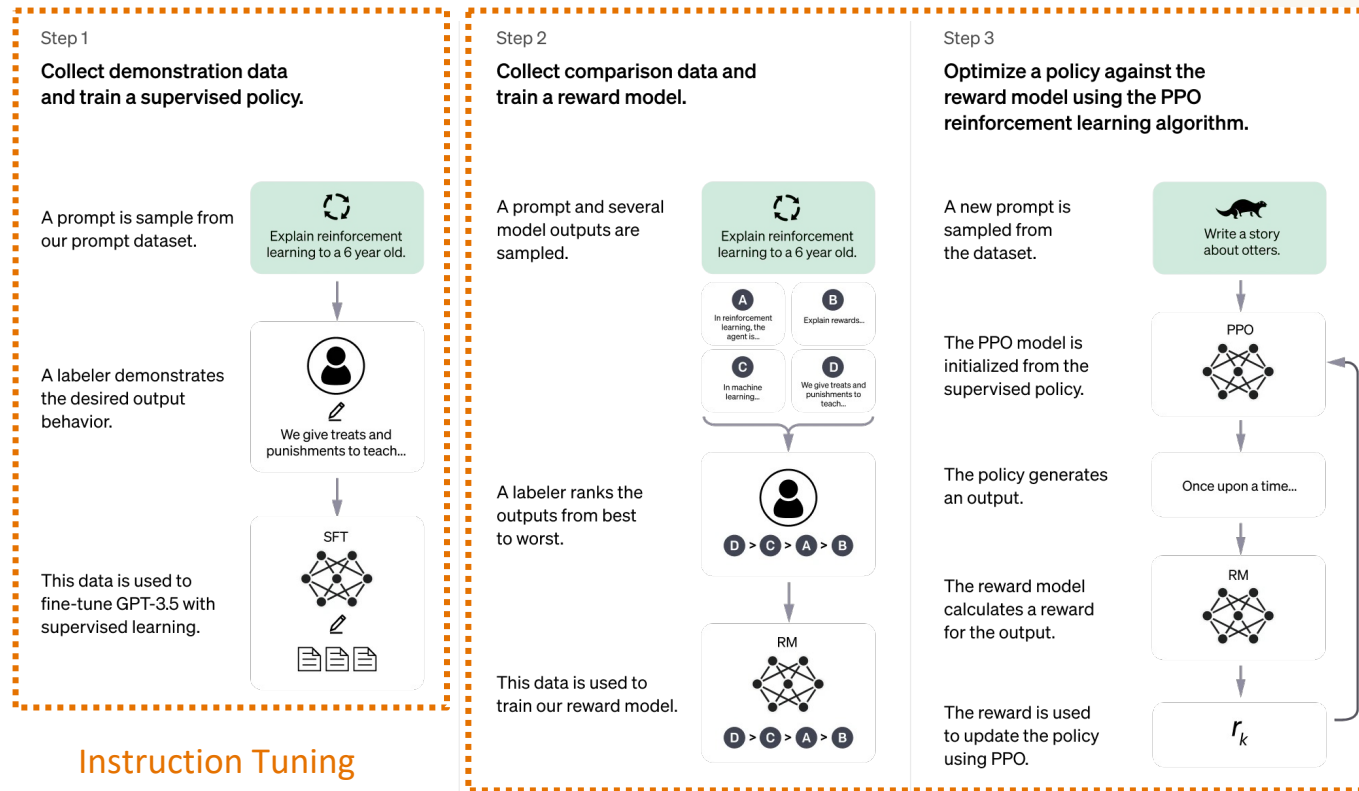 Step 1
Collect demonstration data
and train a supervised policy.
A prompt is sample from
our prompt dataset.
Explain reinforcement
learning to a 6 year old.
A labeler demonstrates
the desired output
behavior.
We give treats and
punishments to teach...
This data is used to
fine-tune GPT-3.5 with
supervised learning.
SFT
Instruction Tuning
Step 2
Collect comparison data and
train a reward model.
A prompt and several
model outputs are
sampled.
Explain reinforcement
learning to a 6 year old.
A
In reinforcement
learning, the
agent is...
B
Explain rewards...
C
In machine
learning...
D
We give treats and
punishments to
teach...
A labeler ranks the
outputs from best
to worst.
D > C > A > B
This data is used to
train our reward model.
RM
D > C > A > B
Step 3
Optimize a policy against the
reward model using the PPO
reinforcement learning algorithm.
A new prompt is
sampled from
the dataset.
Write a story
about otters.
The PPO model is
initialized from the
supervised policy.
PPO
The policy generates
an output.
Once upon a time...
The reward model
calculates a reward
for the output.
RM
The reward is used
to update the policy
using PPO.
r_k